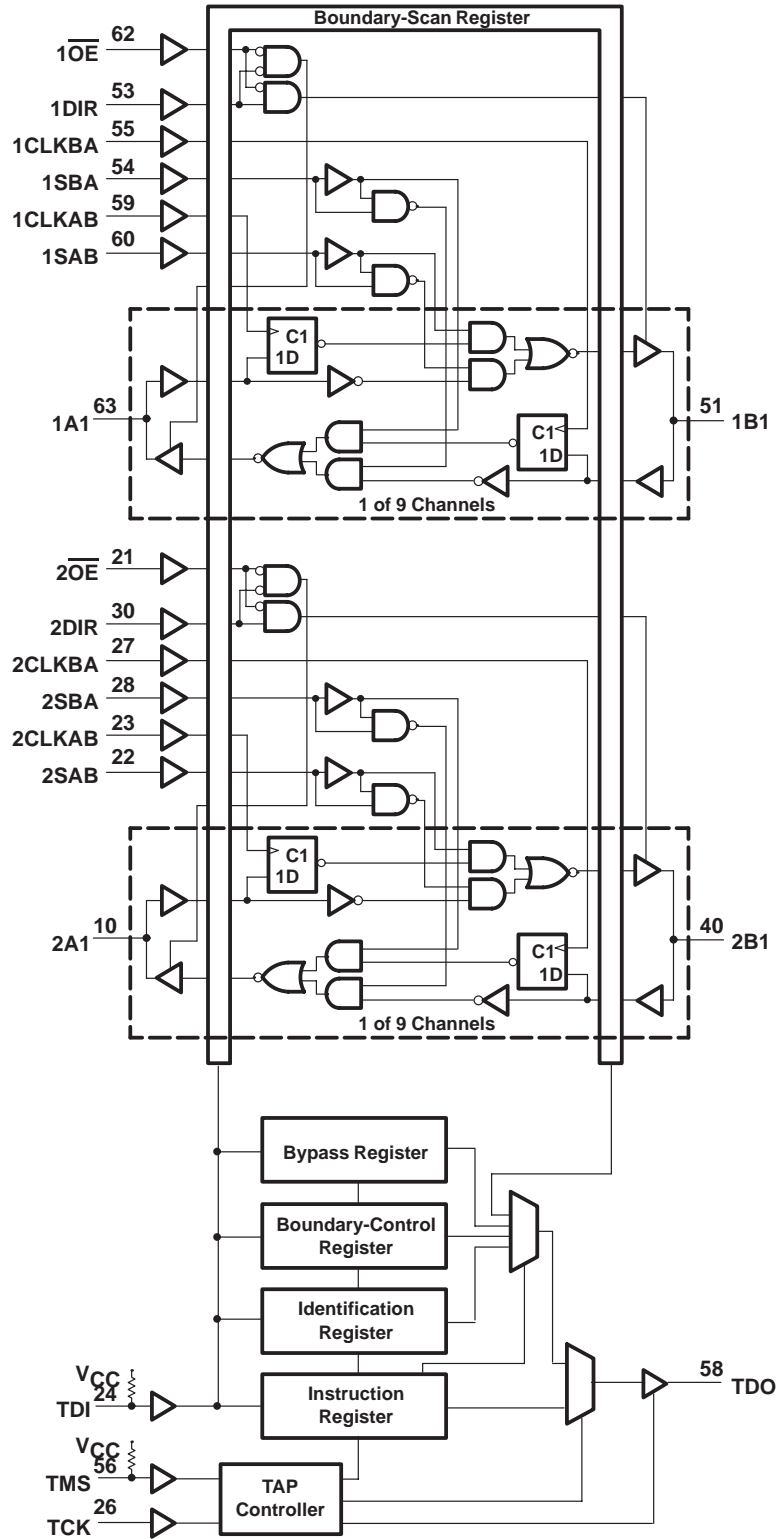 Boundary-Scan Register
1OE 62
1DIR 53
1CLKBA 55
1SBA 54
1CLKAB 59
1SAB 60
C1
1D
1A1 63
51 1B1
C1
1D
1 of 9 Channels
2OE 21
2DIR 30
2CLKBA 27
2SBA 28
2CLKAB 23
2SAB 22
C1
1D
2A1 10
40 2B1
C1
1D
1 of 9 Channels
Bypass Register
Boundary-Control
Register
Identification
Register
VCC
TDI 24
Instruction
Register
58 TDO
VCC
TMS 56
TCK 26
TAP
Controller